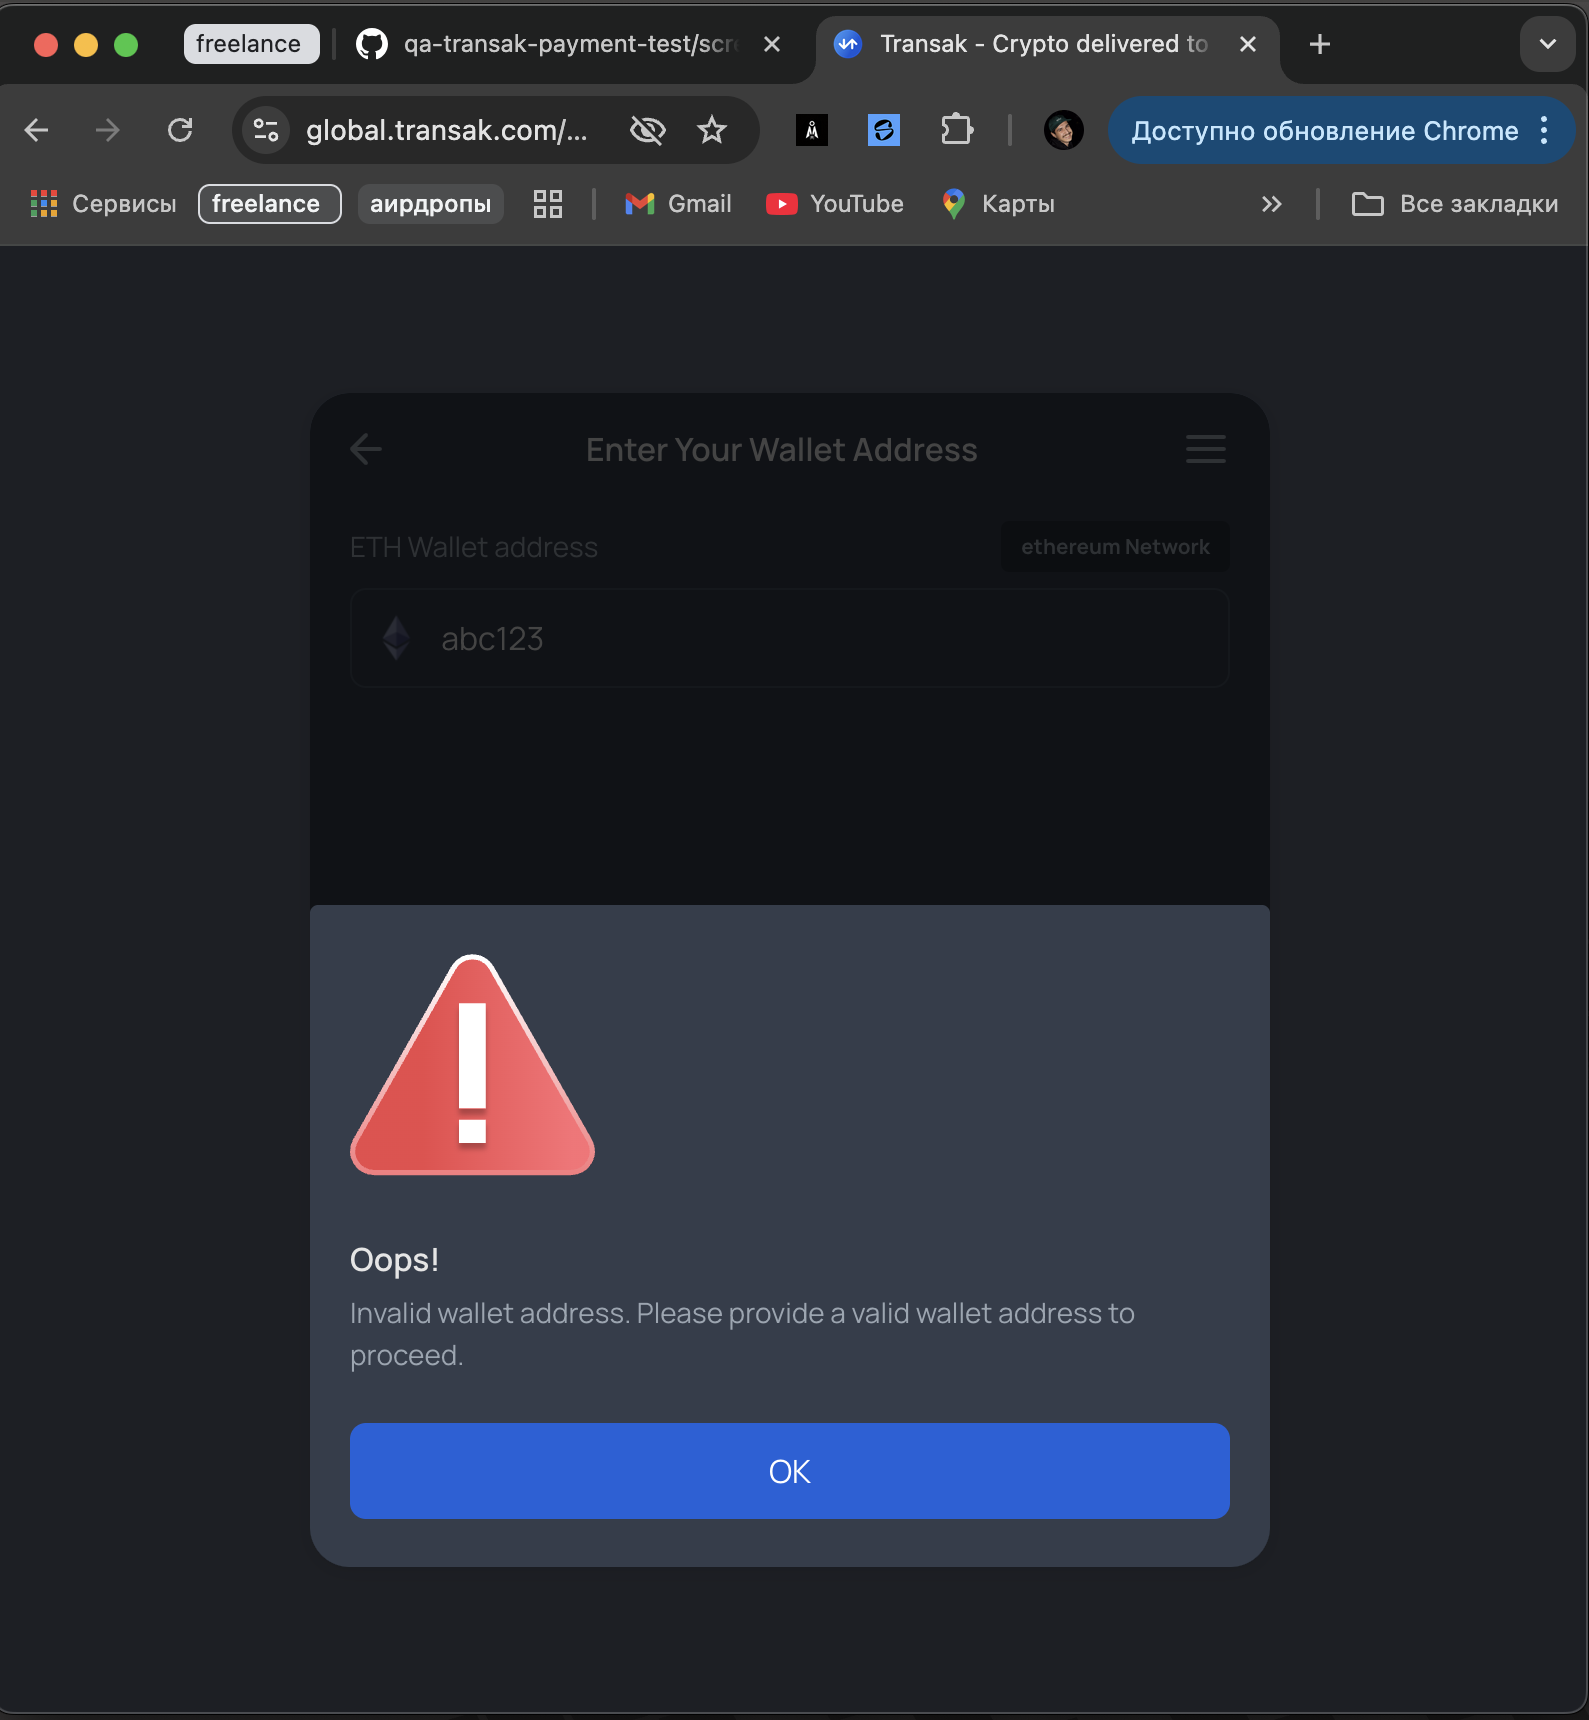 freelance
qa-transak-payment-test/scre
Transak - Crypto delivered to
global.transak.com/...
Доступно обновление Chrome
Сервисы
freelance
аирдропы
Gmail
YouTube
Карты
Все закладки
Enter Your Wallet Address
ETH Wallet address
ethereum Network
abc123
Oops!
Invalid wallet address. Please provide a valid wallet address to
proceed.
OK